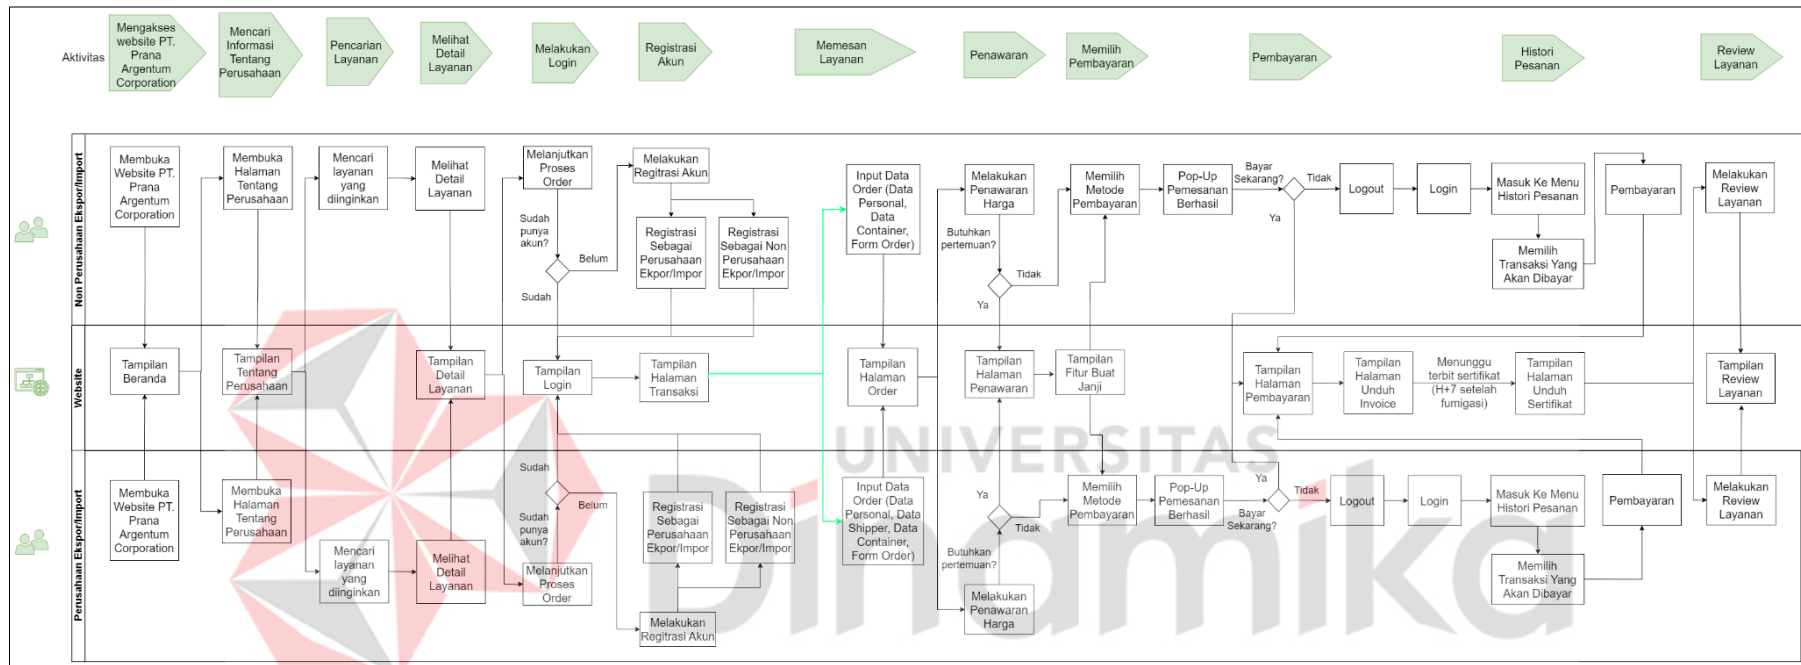 Aktivitas
Mengakses
website PT.
Prana
Argentum
Corporation
Mencari
Informasi
Tentang
Perusahaan
Pencarian
Layanan
Melihat
Detail
Layanan
Melakukan
Login
Registrasi
Akun
Memesan
Layanan
Penawaran
Memilih
Pembayaran
Pembayaran
Histori
Pesanan
Review
Layanan
Non Perusahaan Ekspor/Import
Membuka
Website PT.
Prana
Argentum
Corporation
Membuka
Halaman
Tentang
Perusahaan
Mencari
layanan
yang
diinginkan
Melihat
Detail
Layanan
Melanjutkan
Proses
Order
Sudah
punya
akun?
Belum
Sudah
Melakukan
Regitrasi Akun
Registrasi
Sebagai
Perusahaan
Ekpor/Impor
Registrasi
Sebagai Non
Perusahaan
Ekpor/Impor
Input Data
Order (Data
Personal,
Data
Container,
Form Order)
Melakukan
Penawaran
Harga
Butuhkan
pertemuan?
Tidak
Ya
Memilih
Metode
Pembayaran
Pop-Up
Pemesanan
Berhasil
Bayar
Sekarang?
Tidak
Ya
Logout
Login
Masuk Ke Menu
Histori Pesanan
Memilih
Transaksi Yang
Akan Dibayar
Pembayaran
Melakukan
Review
Layanan
Website
Tampilan
Beranda
Tampilan
Tentang
Perusahaan
Tampilan
Detail
Layanan
Tampilan
Login
Tampilan
Halaman
Transaksi
Tampilan
Halaman
Order
Tampilan
Halaman
Penawaran
Tampilan
Fitur Buat
Janji
Tampilan
Halaman
Pembayaran
Tampilan
Halaman
Unduh
Invoice
Menunggu
terbit sertifikat
(H+7 setelah
fumigasi)
Tampilan
Halaman
Unduh
Sertifikat
Tampilan
Review
Layanan
UNIVERSITAS
Dinamika
Perusahaan Ekspor/Import
Membuka
Website PT.
Prana
Argentum
Corporation
Membuka
Halaman
Tentang
Perusahaan
Mencari
layanan
yang
diinginkan
Melihat
Detail
Layanan
Sudah
Belum
Sudah
punya
akun?
Melanjutkan
Proses
Order
Registrasi
Sebagai
Perusahaan
Ekpor/Impor
Registrasi
Sebagai Non
Perusahaan
Ekpor/Impor
Melakukan
Regitrasi Akun
Input Data
Order (Data
Personal, Data
Shipper, Data
Container,
Form Order)
Ya
Tidak
Butuhkan
pertemuan?
Melakukan
Penawaran
Harga
Memilih
Metode
Pembayaran
Pop-Up
Pemesanan
Berhasil
Ya
Tidak
Bayar
Sekarang?
Logout
Login
Masuk Ke Menu
Histori Pesanan
Memilih
Transaksi Yang
Akan Dibayar
Pembayaran
Melakukan
Review
Layanan